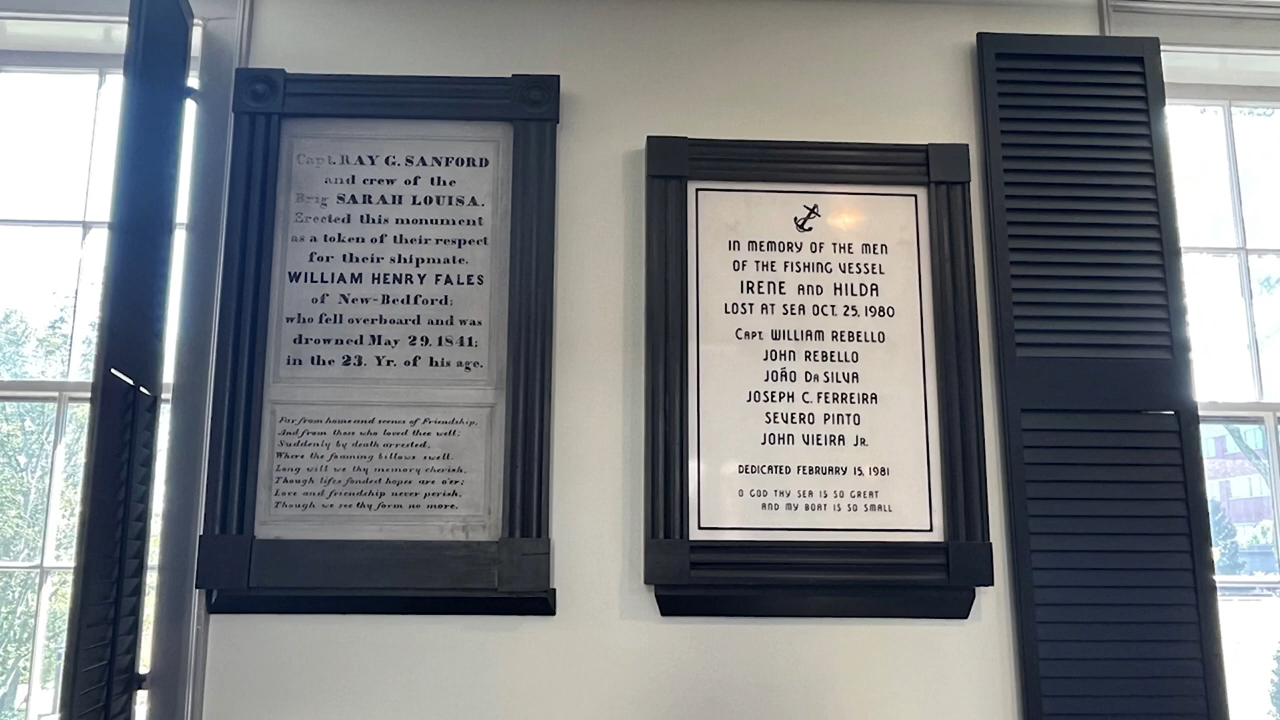 Capt. RAY G. SANFORD
and crew of the
Brig SARAH LOUISA.
Erected this monument
as a token of their respect
for their shipmate.
WILLIAM HENRY FALES
of New-Bedford;
who fell overboard and was
drowned May 29, 1841;
in the 23. Yr. of his age.
Far from home and scenes of Friendship,
And from those who loved thee well;
Suddenly by death arrested,
Where the foaming billows swell.
Long will we thy memory cherish,
Though lifes fondest hopes are o'er;
Love and friendship never perish,
Though we see thy form no more.
IN MEMORY OF THE MEN
OF THE FISHING VESSEL
IRENE AND HILDA
LOST AT SEA OCT. 25, 1980
CAPT. WILLIAM REBELLO
JOHN REBELLO
JOÃO DA SILVA
JOSEPH C. FERREIRA
SEVERO PINTO
JOHN VIEIRA JR.
DEDICATED FEBRUARY 15, 1981
O GOD THY SEA IS SO GREAT
AND MY BOAT IS SO SMALL